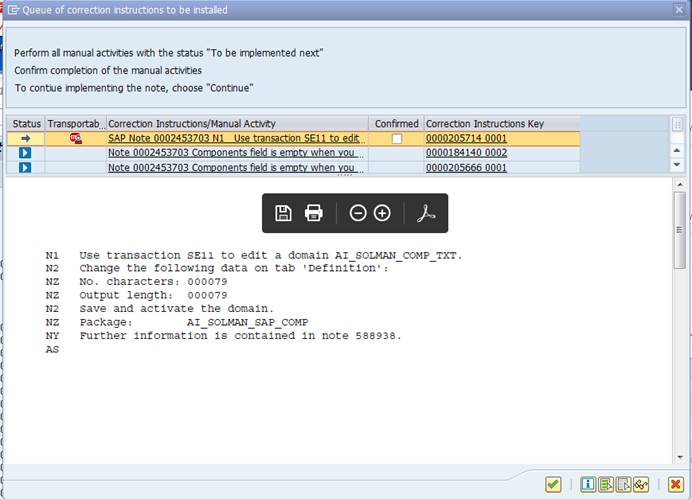 Queue of correction instructions to be installed
Perform all manual activities with the status "To be implemented next"
Confirm completion of the manual activities
To contiue implementing the note, choose "Continue"
Status Transportab... Correction Instructions/Manual Activity Confirmed Correction Instructions Key
SAP Note 0002453703 N1 Use transaction SE11 to edit ... 0000205714 0001
Note 0002453703 Components field is empty when you ... 0000184140 0002
Note 0002453703 Components field is empty when you ... 0000205666 0001
N1 Use transaction SE11 to edit a domain AI_SOLMAN_COMP_TXT.
N2 Change the following data on tab 'Definition':
NZ No. characters: 000079
NZ Output length: 000079
N2 Save and activate the domain.
NZ Package: AI_SOLMAN_SAP_COMP
NY Further information is contained in note 588938.
AS